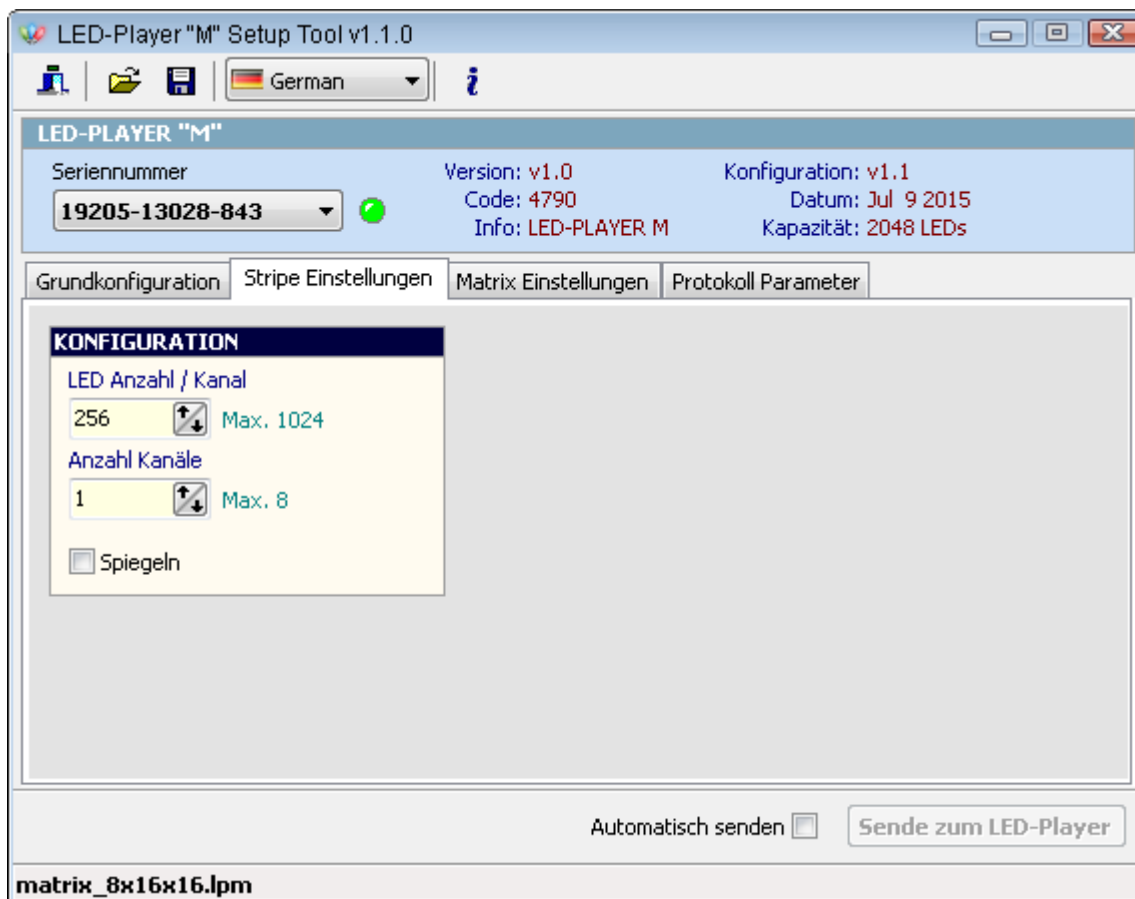 LED-Player "M" Setup Tool v1.1.0
German
i
LED-PLAYER "M"
Seriennummer
Version: v1.0
Konfiguration: v1.1
19205-13028-843
Code: 4790
Datum: Jul 9 2015
Info: LED-PLAYER M
Kapazität: 2048 LEDs
Grundkonfiguration
Stripe Einstellungen
Matrix Einstellungen
Protokoll Parameter
KONFIGURATION
LED Anzahl / Kanal
256
Max. 1024
Anzahl Kanäle
1
Max. 8
Spiegeln
Automatisch senden
Sende zum LED-Player
matrix_8x16x16.lpm